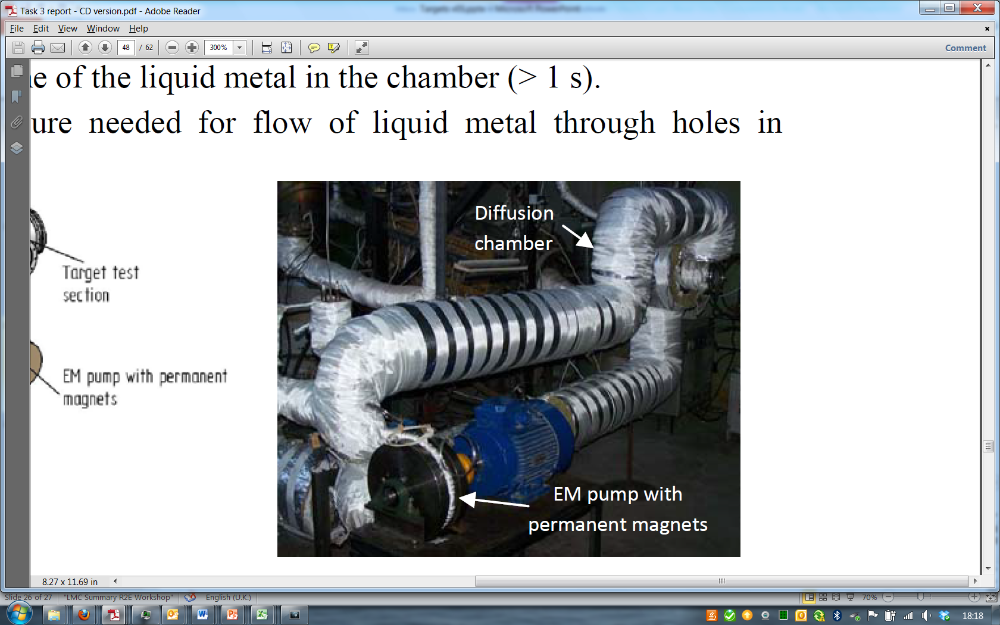 Task 3 report - CD version.pdf - Adobe Reader
File Edit View Window Help
48 / 62 300% Comment
e of the liquid metal in the chamber (> 1 s).
ure needed for flow of liquid metal through holes in
Target test
section
EM pump with permanent
magnets
Diffusion
chamber
EM pump with
permanent magnets
8.27 x 11.69 in
Slide 26 of 27 "LMC Summary R2E Workshop" English (U.K.) 70%
18:18